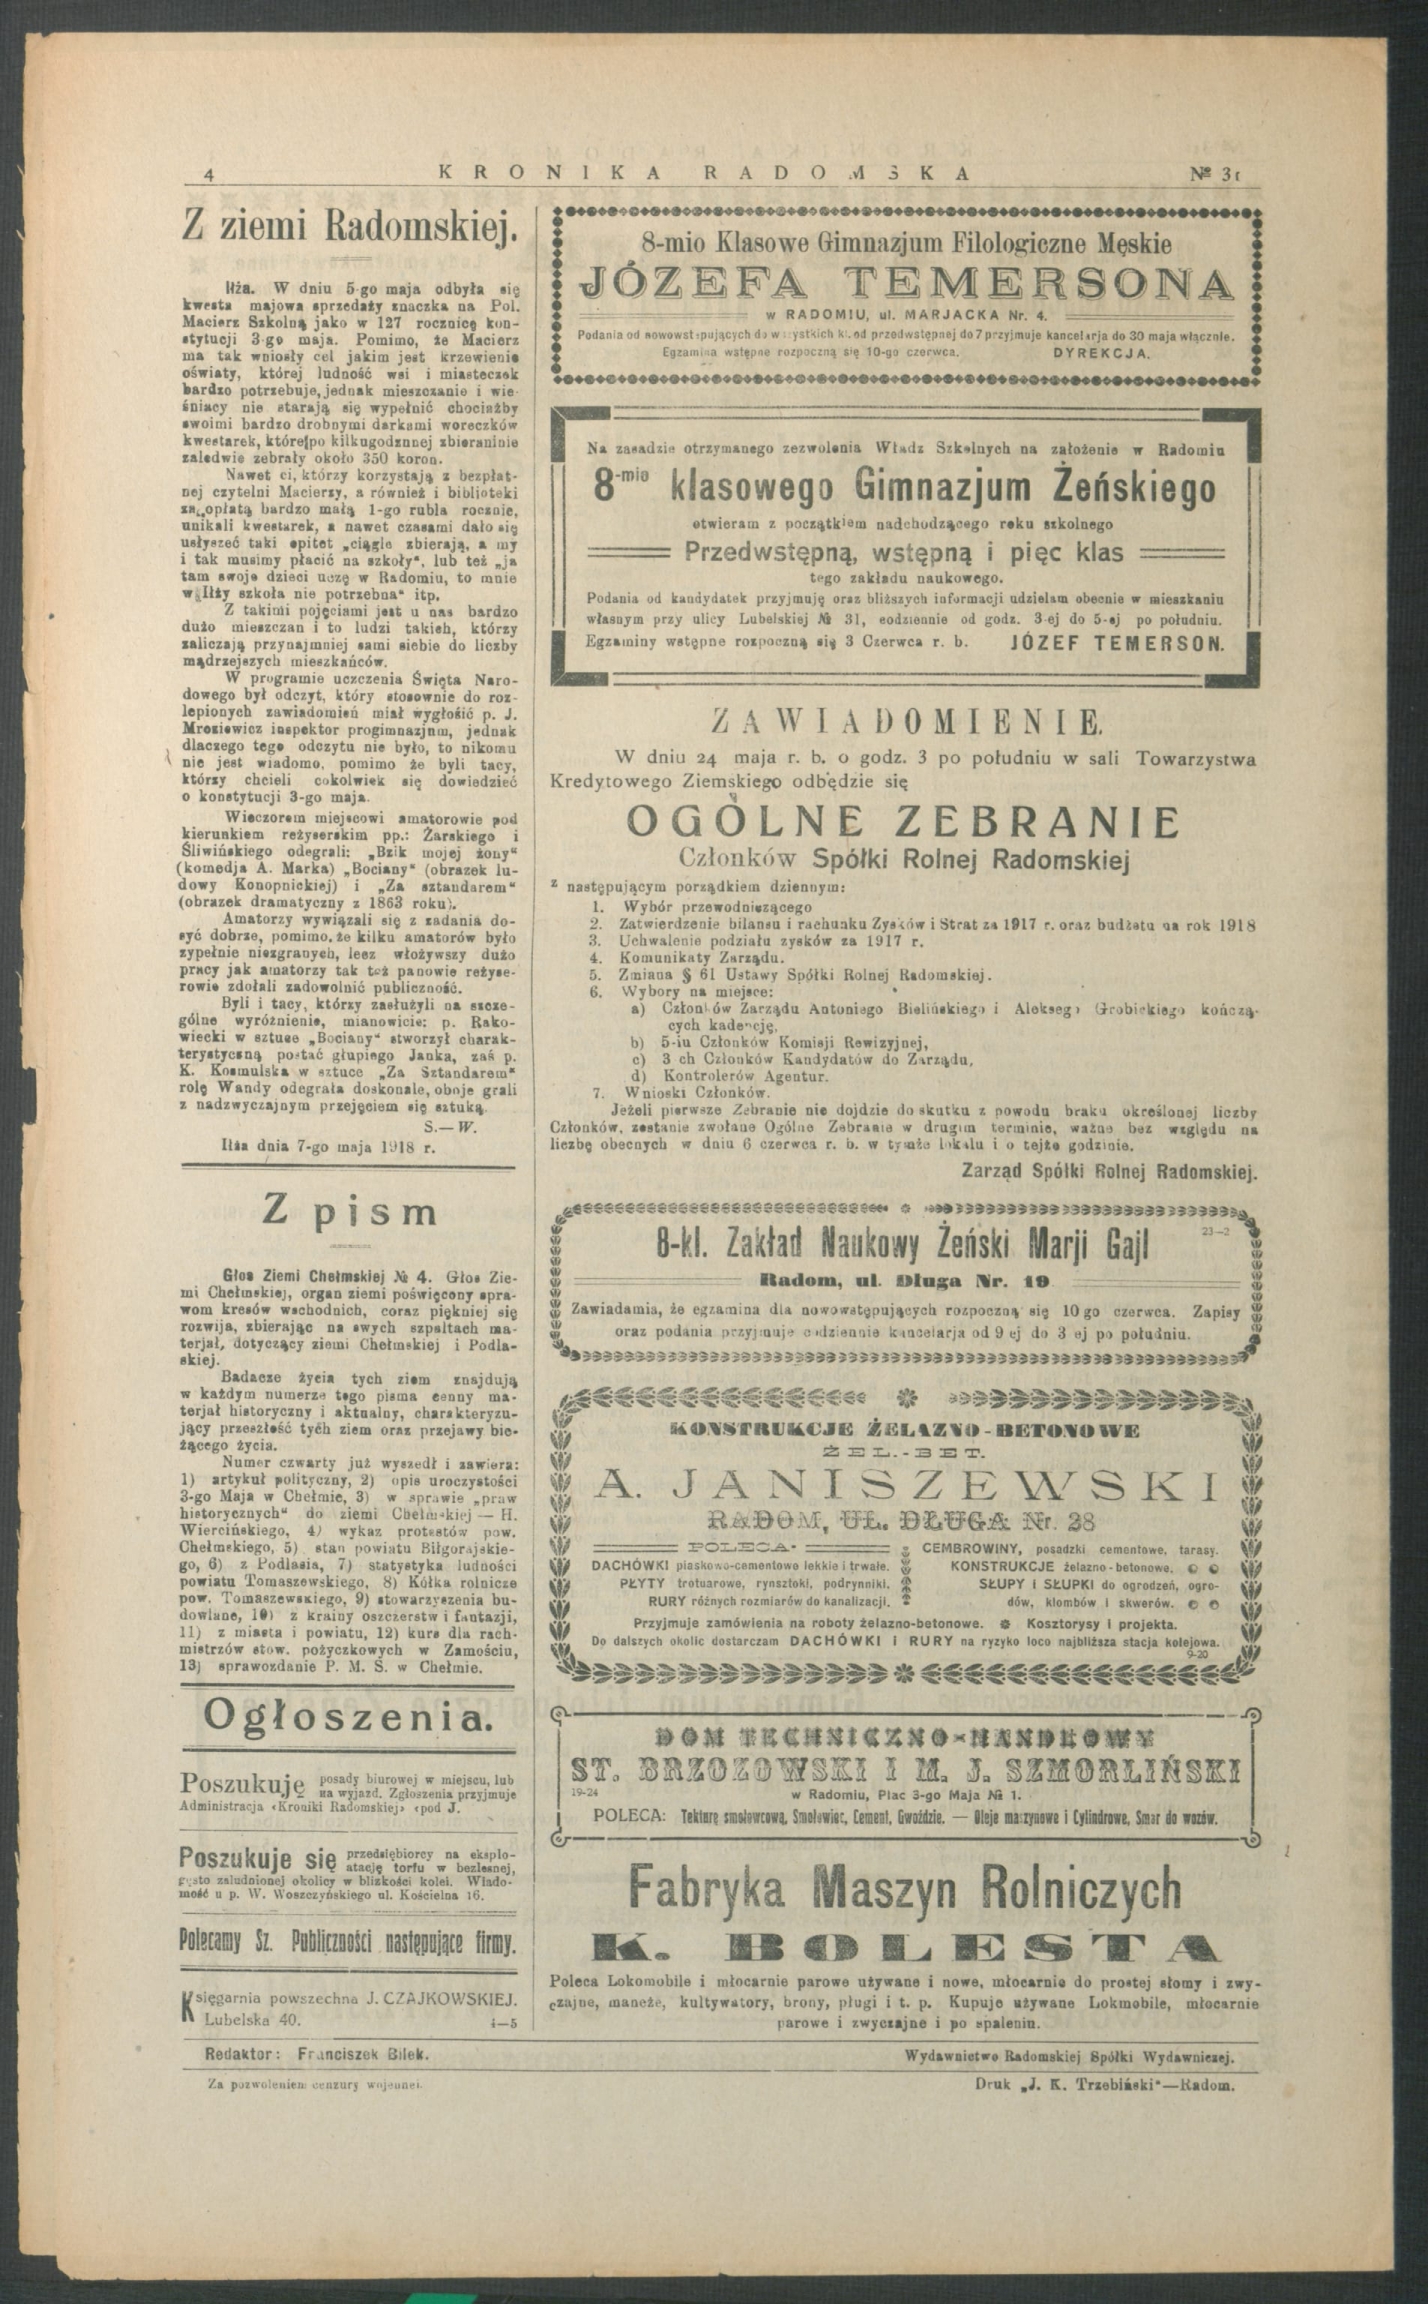 4
KRONIKA RADOMSKA
№ 31
Z ziemi Radomskiej.
Iłża. W dniu 5-go maja odbyła się
kwesta majowa sprzedaży znaczka na Pol.
Macierz Szkolną jako w 127 rocznicę kon-
stytucji 3-go maja. Pomimo, że Macierz
ma tak wniosły cel jakim jest krzewienie
oświaty, której ludność wsi i miasteczek
bardzo potrzebuje, jednak mieszczanie i wie-
śniacy nie starają się wypełnić chociażby
swoimi bardzo drobnymi darkami woreczków
kwestarek, które po kilkugodznnej zbieraninie
zaledwie zebrały około 350 koron.
Nawet ci, którzy korzystają z bezpłat-
nej czytelni Macierzy, a również i biblioteki
za opłatą bardzo małą 1-go rubla rocznie,
unikali kwestarek, a nawet czasami dało się
usłyszeć taki epitet „ciągle zbierają, a my
i tak musimy płacić na szkoły“, lub też „ja
tam swoje dzieci uczę w Radomiu, to mnie
w Iłży szkoła nie potrzebna“ itp.
Z takimi pojęciami jest u nas bardzo
dużo mieszczan i to ludzi takich, którzy
zaliczają przynajmniej sami siebie do liczby
mądrzejszych mieszkańców.
W programie uczczenia Święta Naro-
dowego był odczyt, który stosownie do roz-
lepionych zawiadomień miał wygłosić p. J.
Mroziewicz inspektor progimnazjum, jednak
dlaczego tego odczytu nie było, to nikomu
nie jest wiadomo, pomimo że byli tacy,
którzy chcieli cokolwiek się dowiedzieć
o konstytucji 3-go maja.
Wieczorem miejscowi amatorowie pod
kierunkiem reżyserskim pp.: Żarskiego i
Śliwińskiego odegrali: „Bzik mojej żony“
(komedja A. Marka) „Bociany“ (obrazek lu-
dowy Konopnickiej) i „Za sztandarem“
(obrazek dramatyczny z 1863 roku).
Amatorzy wywiązali się z zadania do-
syć dobrze, pomimo, że kilku amatorów było
zypełnie niezgranych, lecz włożywszy dużo
pracy jak amatorzy tak też panowie reżyse-
rowie zdołali zadowolnić publiczność.
Byli i tacy, którzy zasłużyli na szcze-
gólne wyróżnienie, mianowicie: p. Rako-
wiecki w sztuce „Bociany“ stworzył charak-
terystyczną postać głupiego Janka, zaś p.
K. Kosmulska w sztuce „Za Sztandarem“
rolę Wandy odegrała doskonale, oboje grali
z nadzwyczajnym przejęciem się sztuką.
S.—W.
Iłża dnia 7-go maja 1918 r.
Z pism
Głos Ziemi Chełmskiej № 4. Głos Zie-
mi Chełmskiej, organ ziemi poświęcony spra-
wom kresów wschodnich, coraz piękniej się
rozwija, zbierając na swych szpaltach ma-
terjał, dotyczący ziemi Chełmskiej i Podla-
skiej.
Badacze życia tych ziem znajdują
w każdym numerze tego pisma cenny ma-
terjał historyczny i aktualny, charakteryzu-
jący przeszłość tych ziem oraz przejawy bie-
żącego życia.
Numer czwarty już wyszedł i zawiera:
1) artykuł polityczny, 2) opis uroczystości
3-go Maja w Chełmie, 3) w sprawie „praw
historycznych“ do ziemi Chełmskiej — H.
Wiercińskiego, 4) wykaz protestów pow.
Chełmskiego, 5) stan powiatu Biłgorajskie-
go, 6) z Podlasia, 7) statystyka ludności
powiatu Tomaszewskiego, 8) Kółka rolnicze
pow. Tomaszewskiego, 9) stowarzyszenia bu-
dowlane, 10) z krainy oszczerstw i fantazji,
11) z miasta i powiatu, 12) kurs dla rach-
mistrzów stow. pożyczkowych w Zamościu,
13) sprawozdanie P. M. S. w Chełmie.
Ogłoszenia.
Poszukuję posady biurowej w miejscu, lub
na wyjazd. Zgłoszenia przyjmuje
Administracja «Kroniki Radomskiej» «pod J.
Poszukuje się przedsiębiorcy na eksplo-
atację torfu w bezleśnej,
gęsto zaludnionej okolicy w blizkości kolei. Wiado-
mość u p. W. Woszczyńskiego ul. Kościelna 16.
Polecamy Sz. Publiczności następujące firmy.
Księgarnia powszechna J. CZAJKOWSKIEJ.
Lubelska 40.
4—5
8-mio Klasowe Gimnazjum Filologiczne Męskie
JÓZEFA TEMERSONA
w RADOMIU, ul. MARJACKA Nr. 4.
Podania od nowowstępujących do wszystkich kl. od przedwstępnej do 7 przyjmuje kancelarja do 30 maja włącznie.
Egzamina wstępne rozpoczną się 10-go czerwca. DYREKCJA.
Na zasadzie otrzymanego zezwolenia Władz Szkolnych na założenie w Radomiu
8-mio klasowego Gimnazjum Żeńskiego
otwieram z początkiem nadchodzącego roku szkolnego
Przedwstępną, wstępną i pięc klas
tego zakładu naukowego.
Podania od kandydatek przyjmuję oraz bliższych informacji udzielam obecnie w mieszkaniu
własnym przy ulicy Lubelskiej № 31, codziennie od godz. 3-ej do 5-ej po południu.
Egzaminy wstępne rozpoczną się 3 Czerwca r. b. JÓZEF TEMERSON.
ZAWIADOMIENIE.
W dniu 24 maja r. b. o godz. 3 po południu w sali Towarzystwa
Kredytowego Ziemskiego odbędzie się
OGÓLNE ZEBRANIE
Członków Spółki Rolnej Radomskiej
z następującym porządkiem dziennym:
1. Wybór przewodniczącego
2. Zatwierdzenie bilansu i rachunku Zysków i Strat za 1917 r. oraz budżetu na rok 1918
3. Uchwalenie podziału zysków za 1917 r.
4. Komunikaty Zarządu.
5. Zmiana § 61 Ustawy Spółki Rolnej Radomskiej.
6. Wybory na miejsce:
a) Członków Zarządu Antoniego Bielińskiego i Aleksego Grobickiego kończą-
cych kadencję,
b) 5-iu Członków Komisji Rewizyjnej,
c) 3 ch Członków Kandydatów do Zarządu,
d) Kontrolerów Agentur.
7. Wnioski Członków.
Jeżeli pierwsze Zebranie nie dojdzie do skutku z powodu braku określonej liczby
Członków, zostanie zwołane Ogólne Zebranie w drugim terminie, ważne bez względu na
liczbę obecnych w dniu 6 czerwca r. b. w tymże lokalu i o tejże godzinie.
Zarząd Spółki Rolnej Radomskiej.
8-kl. Zakład Naukowy Żeński Marji Gajl
23—2
Radom, ul. Długa Nr. 19
Zawiadamia, że egzamina dla nowowstępujących rozpoczną się 10 go czerwca. Zapisy
oraz podania przyjmuje codziennie kancelarja od 9 ej do 3 ej po południu.
KONSTRUKCJE ŻELAZNO-BETONOWE
ŻEL.-BET.
A. JANISZEWSKI
RADOM, UL. DŁUGA Nr. 28
POLECA:
DACHÓWKI piaskowo-cementowe lekkie i trwałe.
PŁYTY trotuarowe, rynsztoki, podrynniki.
RURY różnych rozmiarów do kanalizacji.
CEMBROWINY, posadzki cementowe, tarasy.
KONSTRUKCJE żelazno-betonowe.
SŁUPY I SŁUPKI do ogrodzeń, ogro-
dów, klombów i skwerów.
Przyjmuje zamówienia na roboty żelazno-betonowe. Kosztorysy i projekta.
Do dalszych okolic dostarczam DACHÓWKI I RURY na ryzyko loco najbliższa stacja kolejowa.
9-20
DOM TECHNICZNO-HANDLOWY
ST. BRZOZOWSKI I M. J. SZMORLIŃSKI
19-24
w Radomiu, Plac 3-go Maja № 1.
POLECA: Tekturę smołowcową, Smołowiec, Cement, Gwoździe. — Oleje maszynowe i Cylindrowe, Smar do wozów.
Fabryka Maszyn Rolniczych
K. BOLESTA
Poleca Lokomobile i młocarnie parowe używane i nowe, młocarnie do prostej słomy i zwy-
czajne, maneże, kultywatory, brony, pługi i t. p. Kupuje używane Lokmobile, młocarnie
parowe i zwyczajne i po spaleniu.
Redaktor: Franciszek Bilek.
Wydawnictwo Radomskiej Spółki Wydawniczej.
Za pozwoleniem cenzury wojennej.
Druk „J. K. Trzebiński“—Radom.